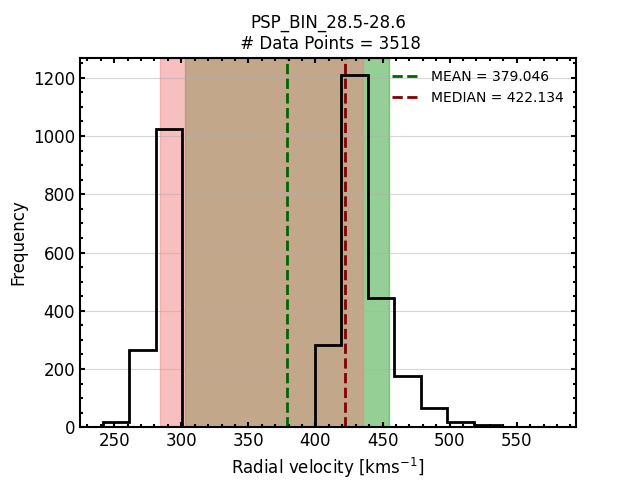 PSP_BIN_28.5-28.6
# Data Points = 3518
MEAN = 379.046
MEDIAN = 422.134
1200
1000
800
600
400
200
0
Frequency
250 300 350 400 450 500 550
Radial velocity [kms⁻¹]